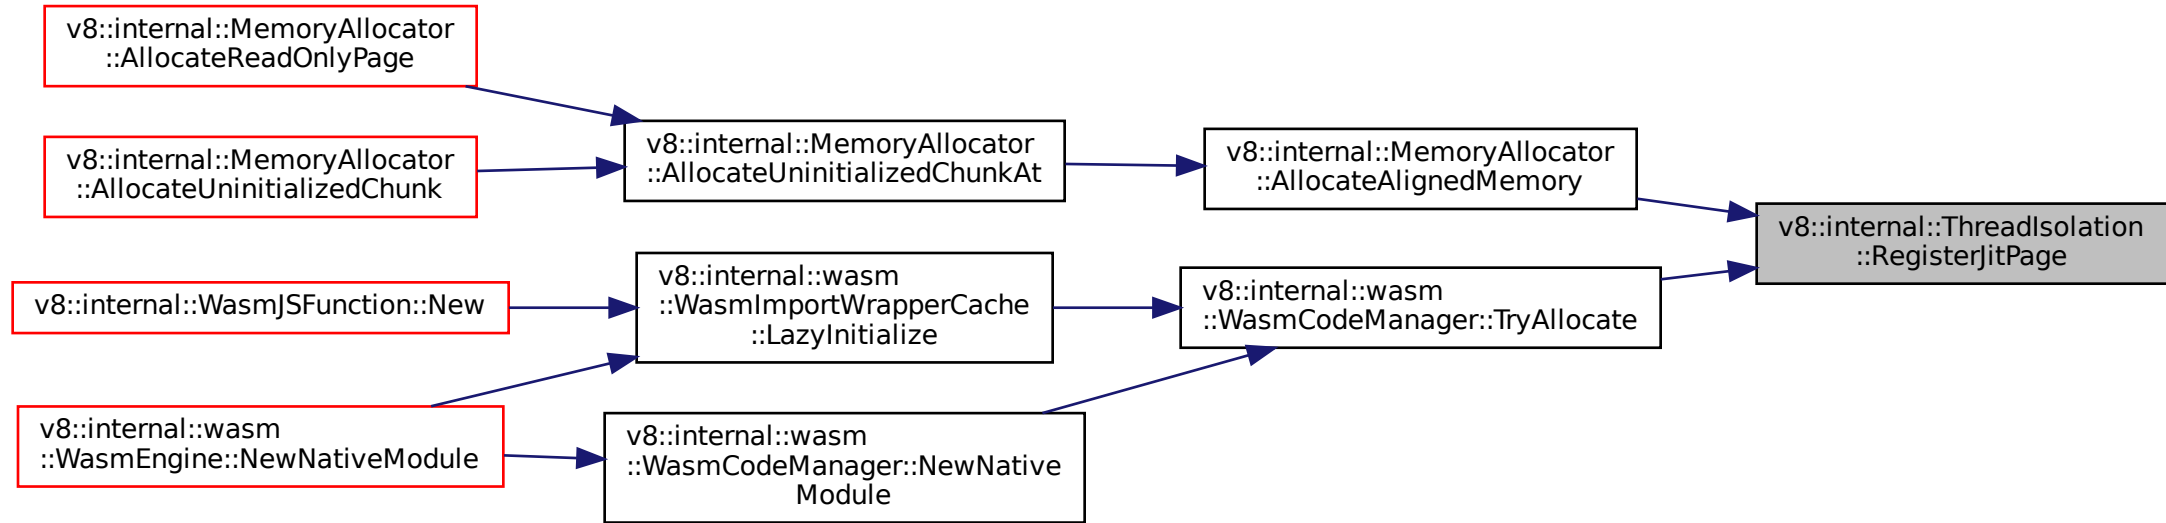 v8::internal::MemoryAllocator
::AllocateReadOnlyPage
v8::internal::MemoryAllocator
::AllocateUninitializedChunk
v8::internal::WasmJSFunction::New
v8::internal::wasm
::WasmEngine::NewNativeModule
v8::internal::MemoryAllocator
::AllocateUninitializedChunkAt
v8::internal::wasm
::WasmImportWrapperCache
::LazyInitialize
v8::internal::wasm
::WasmCodeManager::NewNative
Module
v8::internal::MemoryAllocator
::AllocateAlignedMemory
v8::internal::wasm
::WasmCodeManager::TryAllocate
v8::internal::ThreadIsolation
::RegisterJitPage